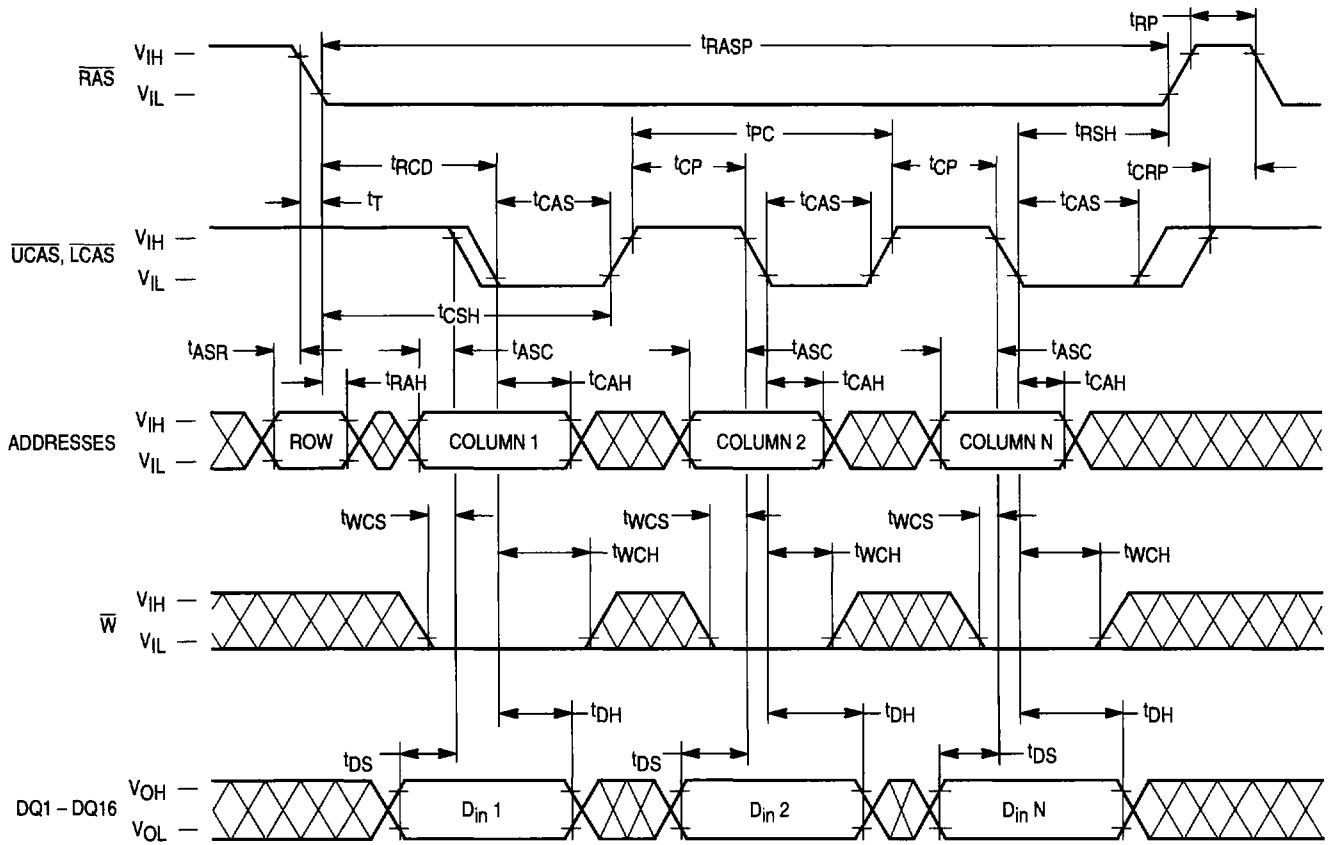 tRP
VIH
tRASP
RAS
VIL
tPC
tRSH
tRCD
tCP
tCP
tCRP
tT
tCAS
tCAS
tCAS
VIH
UCAS, LCAS
VIL
tCSH
tASR
tASC
tASC
tASC
tRAH
tCAH
tCAH
tCAH
VIH
ADDRESSES
ROW
COLUMN 1
COLUMN 2
COLUMN N
VIL
tWCS
tWCS
tWCS
tWCH
tWCH
tWCH
VIH
W
VIL
tDH
tDH
tDH
tDS
tDS
tDS
VOH
DQ1 – DQ16
Din 1
Din 2
Din N
VOL